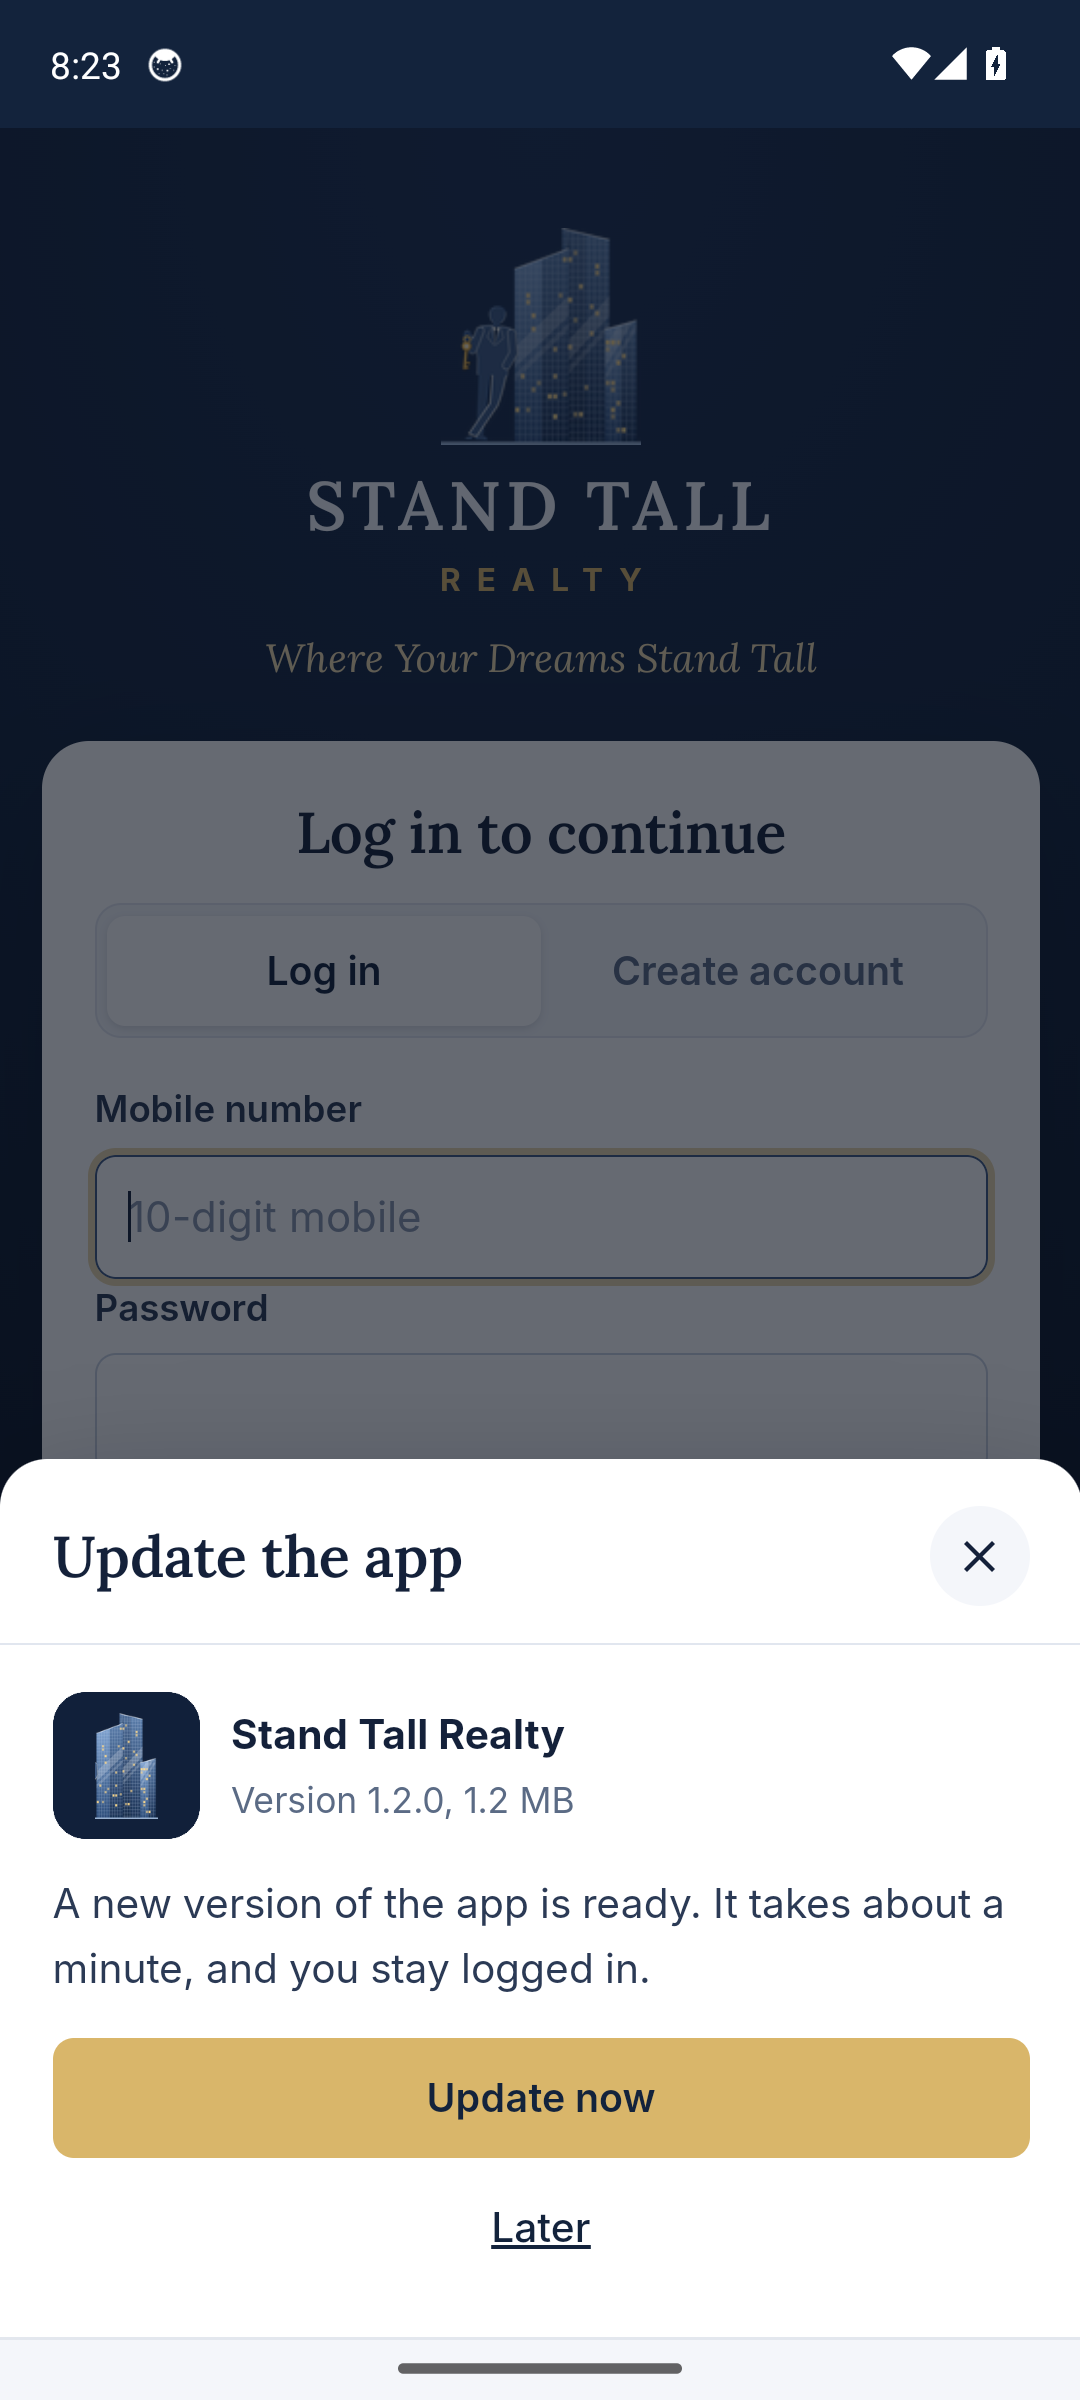 8:23
STAND TALL
REALTY
Where Your Dreams Stand Tall
Log in to continue
Log in
Create account
Mobile number
10-digit mobile
Password
Update the app
Stand Tall Realty
Version 1.2.0, 1.2 MB
A new version of the app is ready. It takes about a
minute, and you stay logged in.
Update now
Later